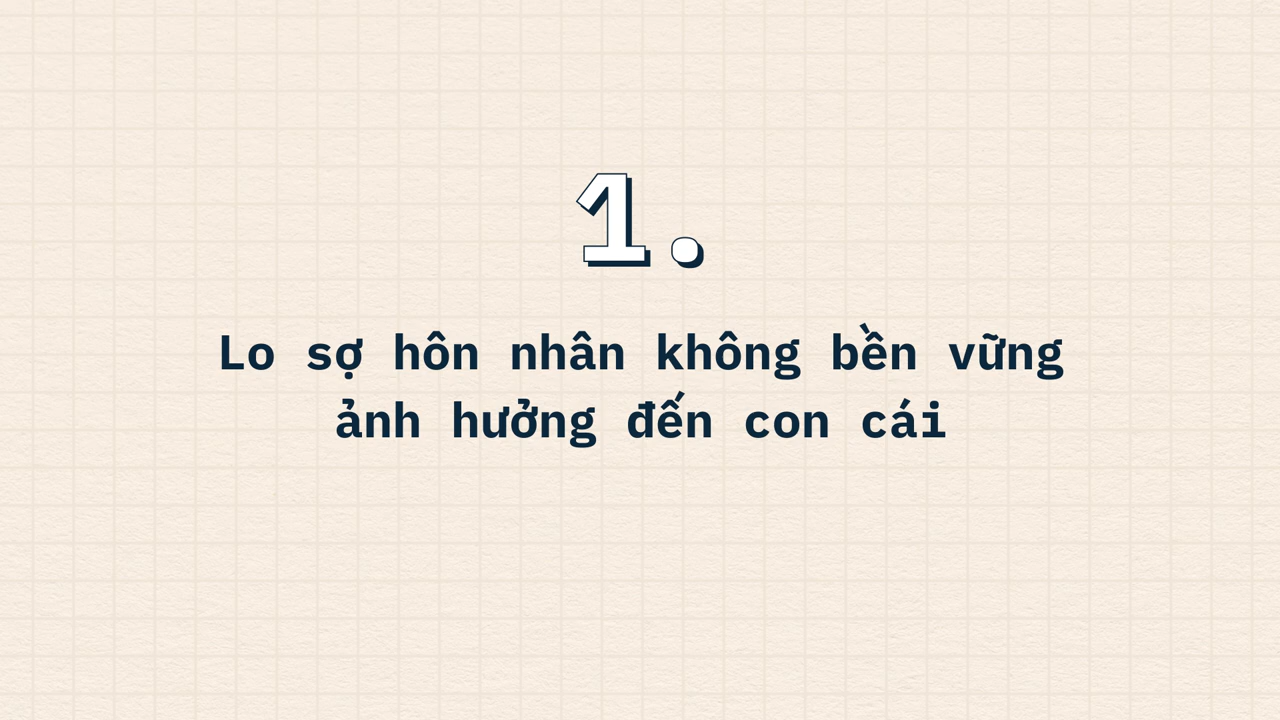 1.
Lo sợ hôn nhân không bền vững
ảnh hưởng đến con cái